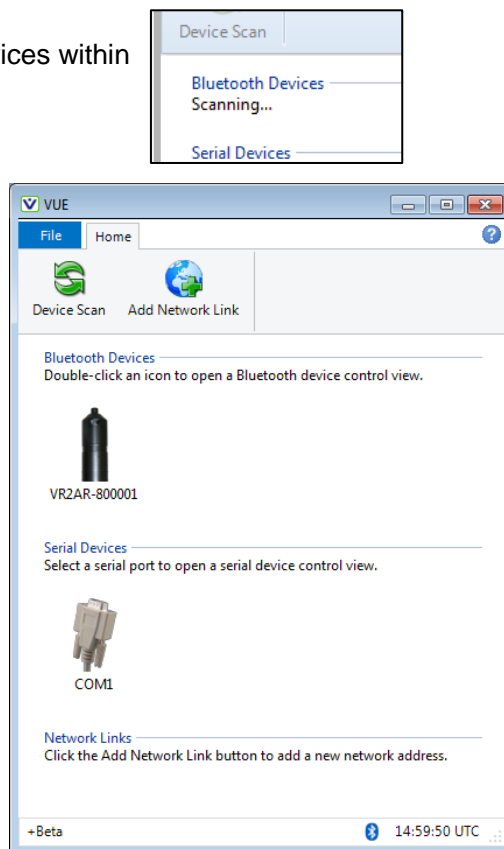 ices within
Device Scan
Bluetooth Devices
Scanning...
Serial Devices
VUE
File Home
Device Scan Add Network Link
Bluetooth Devices
Double-click an icon to open a Bluetooth device control view.
VR2AR-800001
Serial Devices
Select a serial port to open a serial device control view.
COM1
Network Links
Click the Add Network Link button to add a new network address.
+Beta 14:59:50 UTC